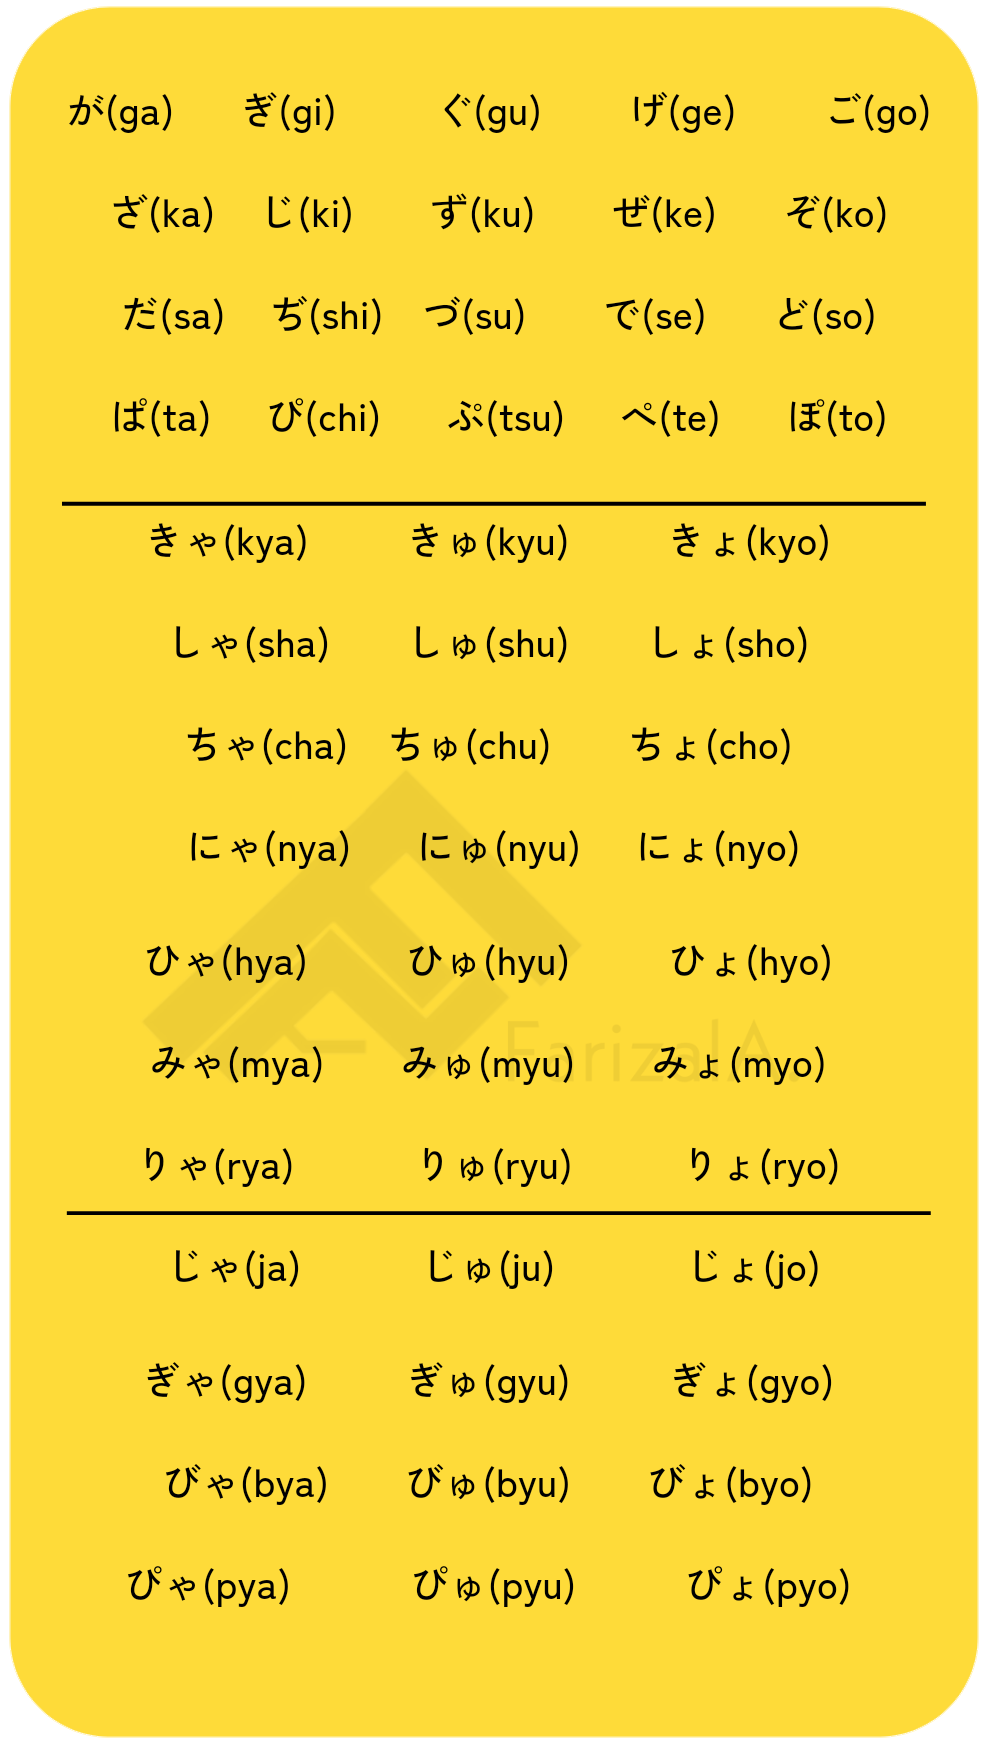 が(ga) ぎ(gi) ぐ(gu) げ(ge) ご(go)
ざ(ka) じ(ki) ず(ku) ぜ(ke) ぞ(ko)
だ(sa) ぢ(shi) づ(su) で(se) ど(so)
ぱ(ta) ぴ(chi) ぷ(tsu) ぺ(te) ぽ(to)
きゃ(kya) きゅ(kyu) きょ(kyo)
しゃ(sha) しゅ(shu) しょ(sho)
ちゃ(cha) ちゅ(chu) ちょ(cho)
にゃ(nya) にゅ(nyu) にょ(nyo)
ひゃ(hya) ひゅ(hyu) ひょ(hyo)
FarizalA
みゃ(mya) みゅ(myu) みょ(myo)
りゃ(rya) りゅ(ryu) りょ(ryo)
じゃ(ja) じゅ(ju) じょ(jo)
ぎゃ(gya) ぎゅ(gyu) ぎょ(gyo)
びゃ(bya) びゅ(byu) びょ(byo)
ぴゃ(pya) ぴゅ(pyu) ぴょ(pyo)